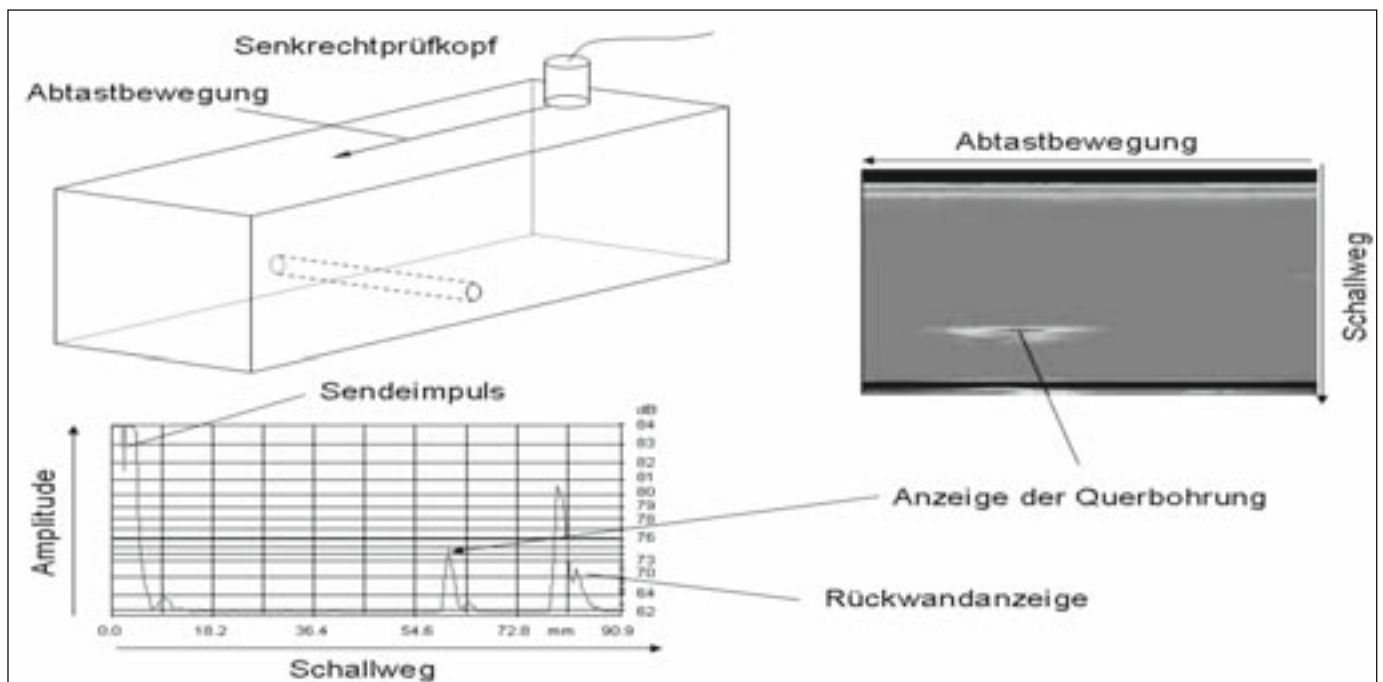 Senkrechtprüfkopf
Abtastbewegung
Abtastbewegung
Schallweg
Sendeimpuls
dB
84
83
82
81
80
79
78
76
73
70
64
62
Amplitude
Anzeige der Querbohrung
Rückwandanzeige
0.0 18.2 36.4 54.6 72.8 mm 90.9
Schallweg